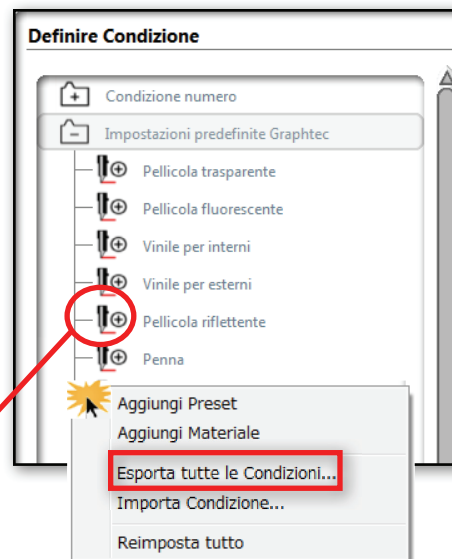 Definire Condizione
Condizione numero
Impostazioni predefinite Graphtec
Pellicola trasparente
Pellicola fluorescente
Vinile per interni
Vinile per esterni
Pellicola riflettente
Penna
Aggiungi Preset
Aggiungi Materiale
Esporta tutte le Condizioni...
Importa Condizione...
Reimposta tutto